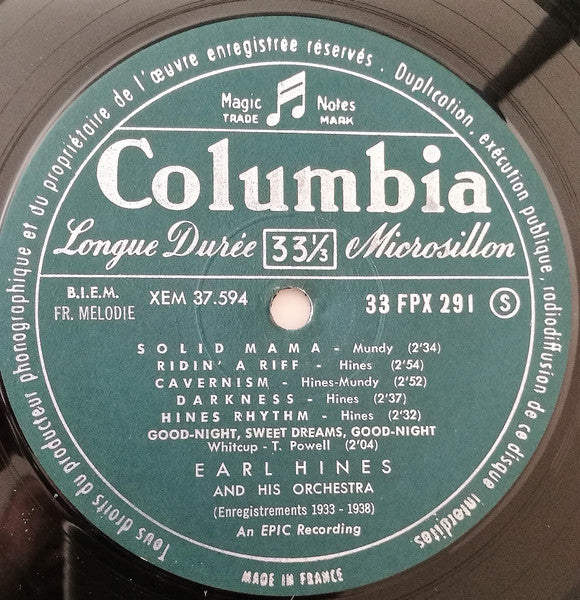 Tous droits du producteur phonographique et du propriétaire de l'œuvre enregistrée réservés · Duplication, exécution publique, radiodiffusion de ce disque interdites
Magic Notes
TRADE MARK
Columbia
Longue Durée 33⅓ Microsillon
B.I.E.M. XEM 37.594 33 FPX 291 S
FR. MELODIE
SOLID MAMA - Mundy (2'34)
RIDIN' A RIFF - Hines (2'54)
CAVERNISM - Hines-Mundy (2'52)
DARKNESS - Hines (2'37)
HINES RHYTHM - Hines (2'32)
GOOD-NIGHT, SWEET DREAMS, GOOD-NIGHT
Whitcup - T. Powell (2'04)
EARL HINES
AND HIS ORCHESTRA
(Enregistrements 1933 - 1938)
An EPIC Recording
MADE IN FRANCE